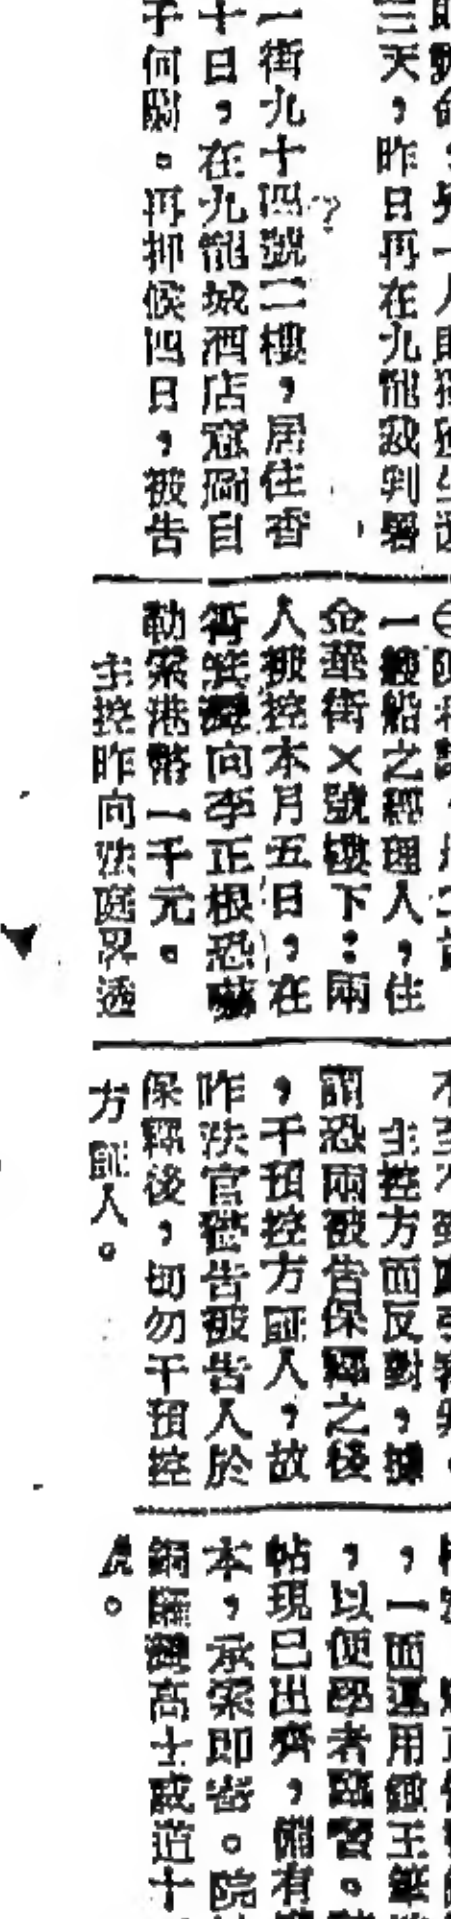 三天，昨日再在九龍裁判署
一街九十四號二樓，居住香
十日，在九龍城酒店意圖自
子何關。再押候四日，被告
一艘船之經理人，住
金華街×號樓下：兩
人被控本月五日，在
筲箕灣向李正根恐嚇
勒索港幣一千元。
主控昨向法庭又透
主控方面反對，據
謂恐兩被告保釋之後
，干預控方証人，故
昨法官警告被告人於
保釋後，切勿干預控
方証人。
，一面運用鍾王筆
，以便學者臨習。
帖現已出齊，備有
本，承索即寄。院
銅鑼灣高士威道十
號。